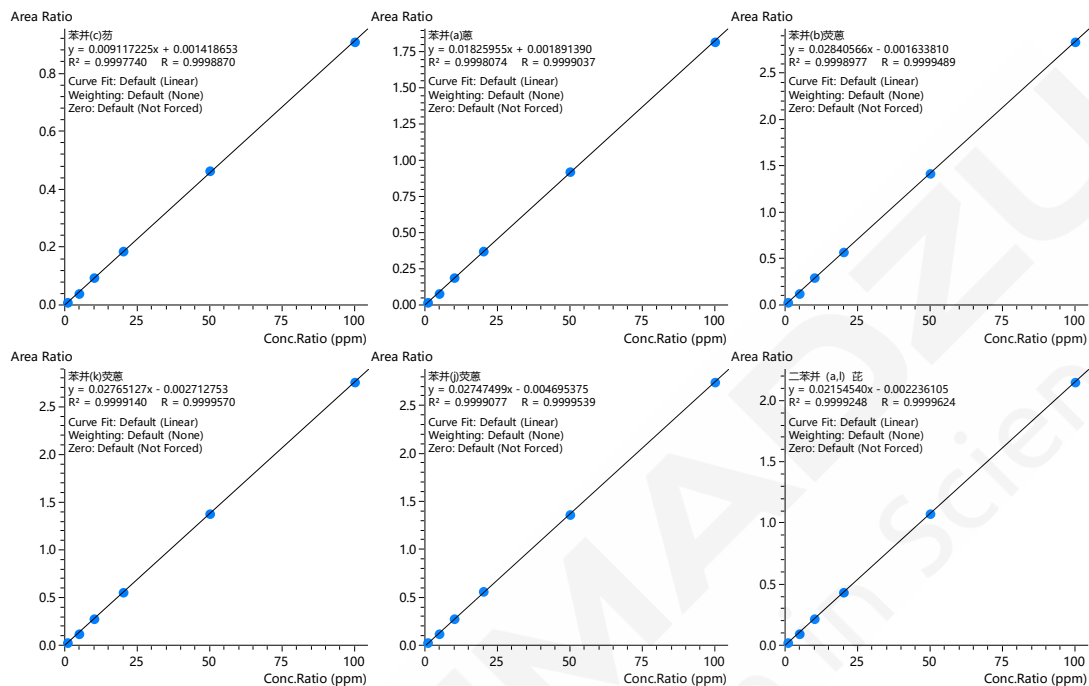 Area Ratio
苯并(c)芴
y = 0.009117225x + 0.001418653
R² = 0.9997740 R = 0.9998870
Curve Fit: Default (Linear)
Weighting: Default (None)
Zero: Default (Not Forced)
0.8
0.6
0.4
0.2
0.0
0 25 50 75 100
Conc.Ratio (ppm)
Area Ratio
苯并(a)蒽
y = 0.01825955x + 0.001891390
R² = 0.9998074 R = 0.9999037
Curve Fit: Default (Linear)
Weighting: Default (None)
Zero: Default (Not Forced)
1.75
1.50
1.25
1.00
0.75
0.50
0.25
0.00
0 25 50 75 100
Conc.Ratio (ppm)
Area Ratio
苯并(b)荧蒽
y = 0.02840566x - 0.001633810
R² = 0.9998977 R = 0.9999489
Curve Fit: Default (Linear)
Weighting: Default (None)
Zero: Default (Not Forced)
2.5
2.0
1.5
1.0
0.5
0.0
0 25 50 75 100
Conc.Ratio (ppm)
Area Ratio
苯并(k)荧蒽
y = 0.02765127x - 0.002712753
R² = 0.9999140 R = 0.9999570
Curve Fit: Default (Linear)
Weighting: Default (None)
Zero: Default (Not Forced)
2.5
2.0
1.5
1.0
0.5
0.0
0 25 50 75 100
Conc.Ratio (ppm)
Area Ratio
苯并(j)荧蒽
y = 0.02747499x - 0.004695375
R² = 0.9999077 R = 0.9999539
Curve Fit: Default (Linear)
Weighting: Default (None)
Zero: Default (Not Forced)
2.5
2.0
1.5
1.0
0.5
0.0
0 25 50 75 100
Conc.Ratio (ppm)
Area Ratio
二苯并 (a,l) 芘
y = 0.02154540x - 0.002236105
R² = 0.9999248 R = 0.9999624
Curve Fit: Default (Linear)
Weighting: Default (None)
Zero: Default (Not Forced)
2.0
1.5
1.0
0.5
0.0
0 25 50 75 100
Conc.Ratio (ppm)